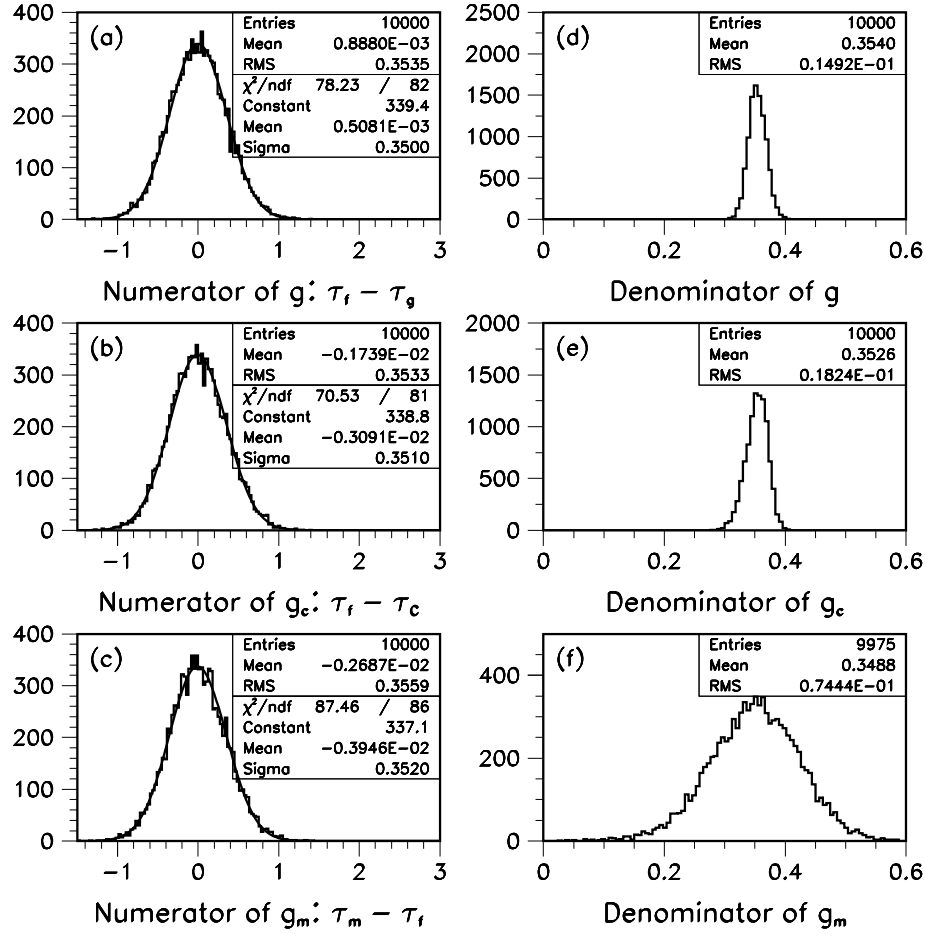 400
300
200
100
0
(a)
Entries 10000
Mean 0.8880E−03
RMS 0.3535
χ²/ndf 78.23 / 82
Constant 339.4
Mean 0.5081E−03
Sigma 0.3500
−1 0 1 2 3
Numerator of g: τf − τg
2500
2000
1500
1000
500
0
(d)
Entries 10000
Mean 0.3540
RMS 0.1492E−01
0 0.2 0.4 0.6
Denominator of g
400
300
200
100
0
(b)
Entries 10000
Mean −0.1739E−02
RMS 0.3533
χ²/ndf 70.53 / 81
Constant 338.8
Mean −0.3091E−02
Sigma 0.3510
−1 0 1 2 3
Numerator of gc: τf − τC
2000
1500
1000
500
0
(e)
Entries 10000
Mean 0.3526
RMS 0.1824E−01
0 0.2 0.4 0.6
Denominator of gc
400
300
200
100
0
(c)
Entries 10000
Mean −0.2687E−02
RMS 0.3559
χ²/ndf 87.46 / 86
Constant 337.1
Mean −0.3946E−02
Sigma 0.3520
−1 0 1 2 3
Numerator of gm: τm − τf
400
200
0
(f)
Entries 9975
Mean 0.3488
RMS 0.7444E−01
0 0.2 0.4 0.6
Denominator of gm